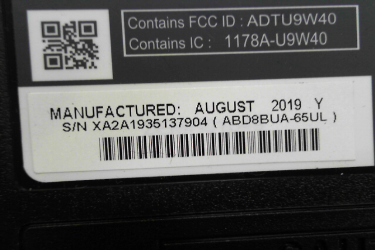 Contains FCC ID : ADTU9W40
Contains IC : 1178A-U9W40
MANUFACTURED: AUGUST 2019 Y
S/N XA2A1935137904 ( ABD8BUA-65UL )